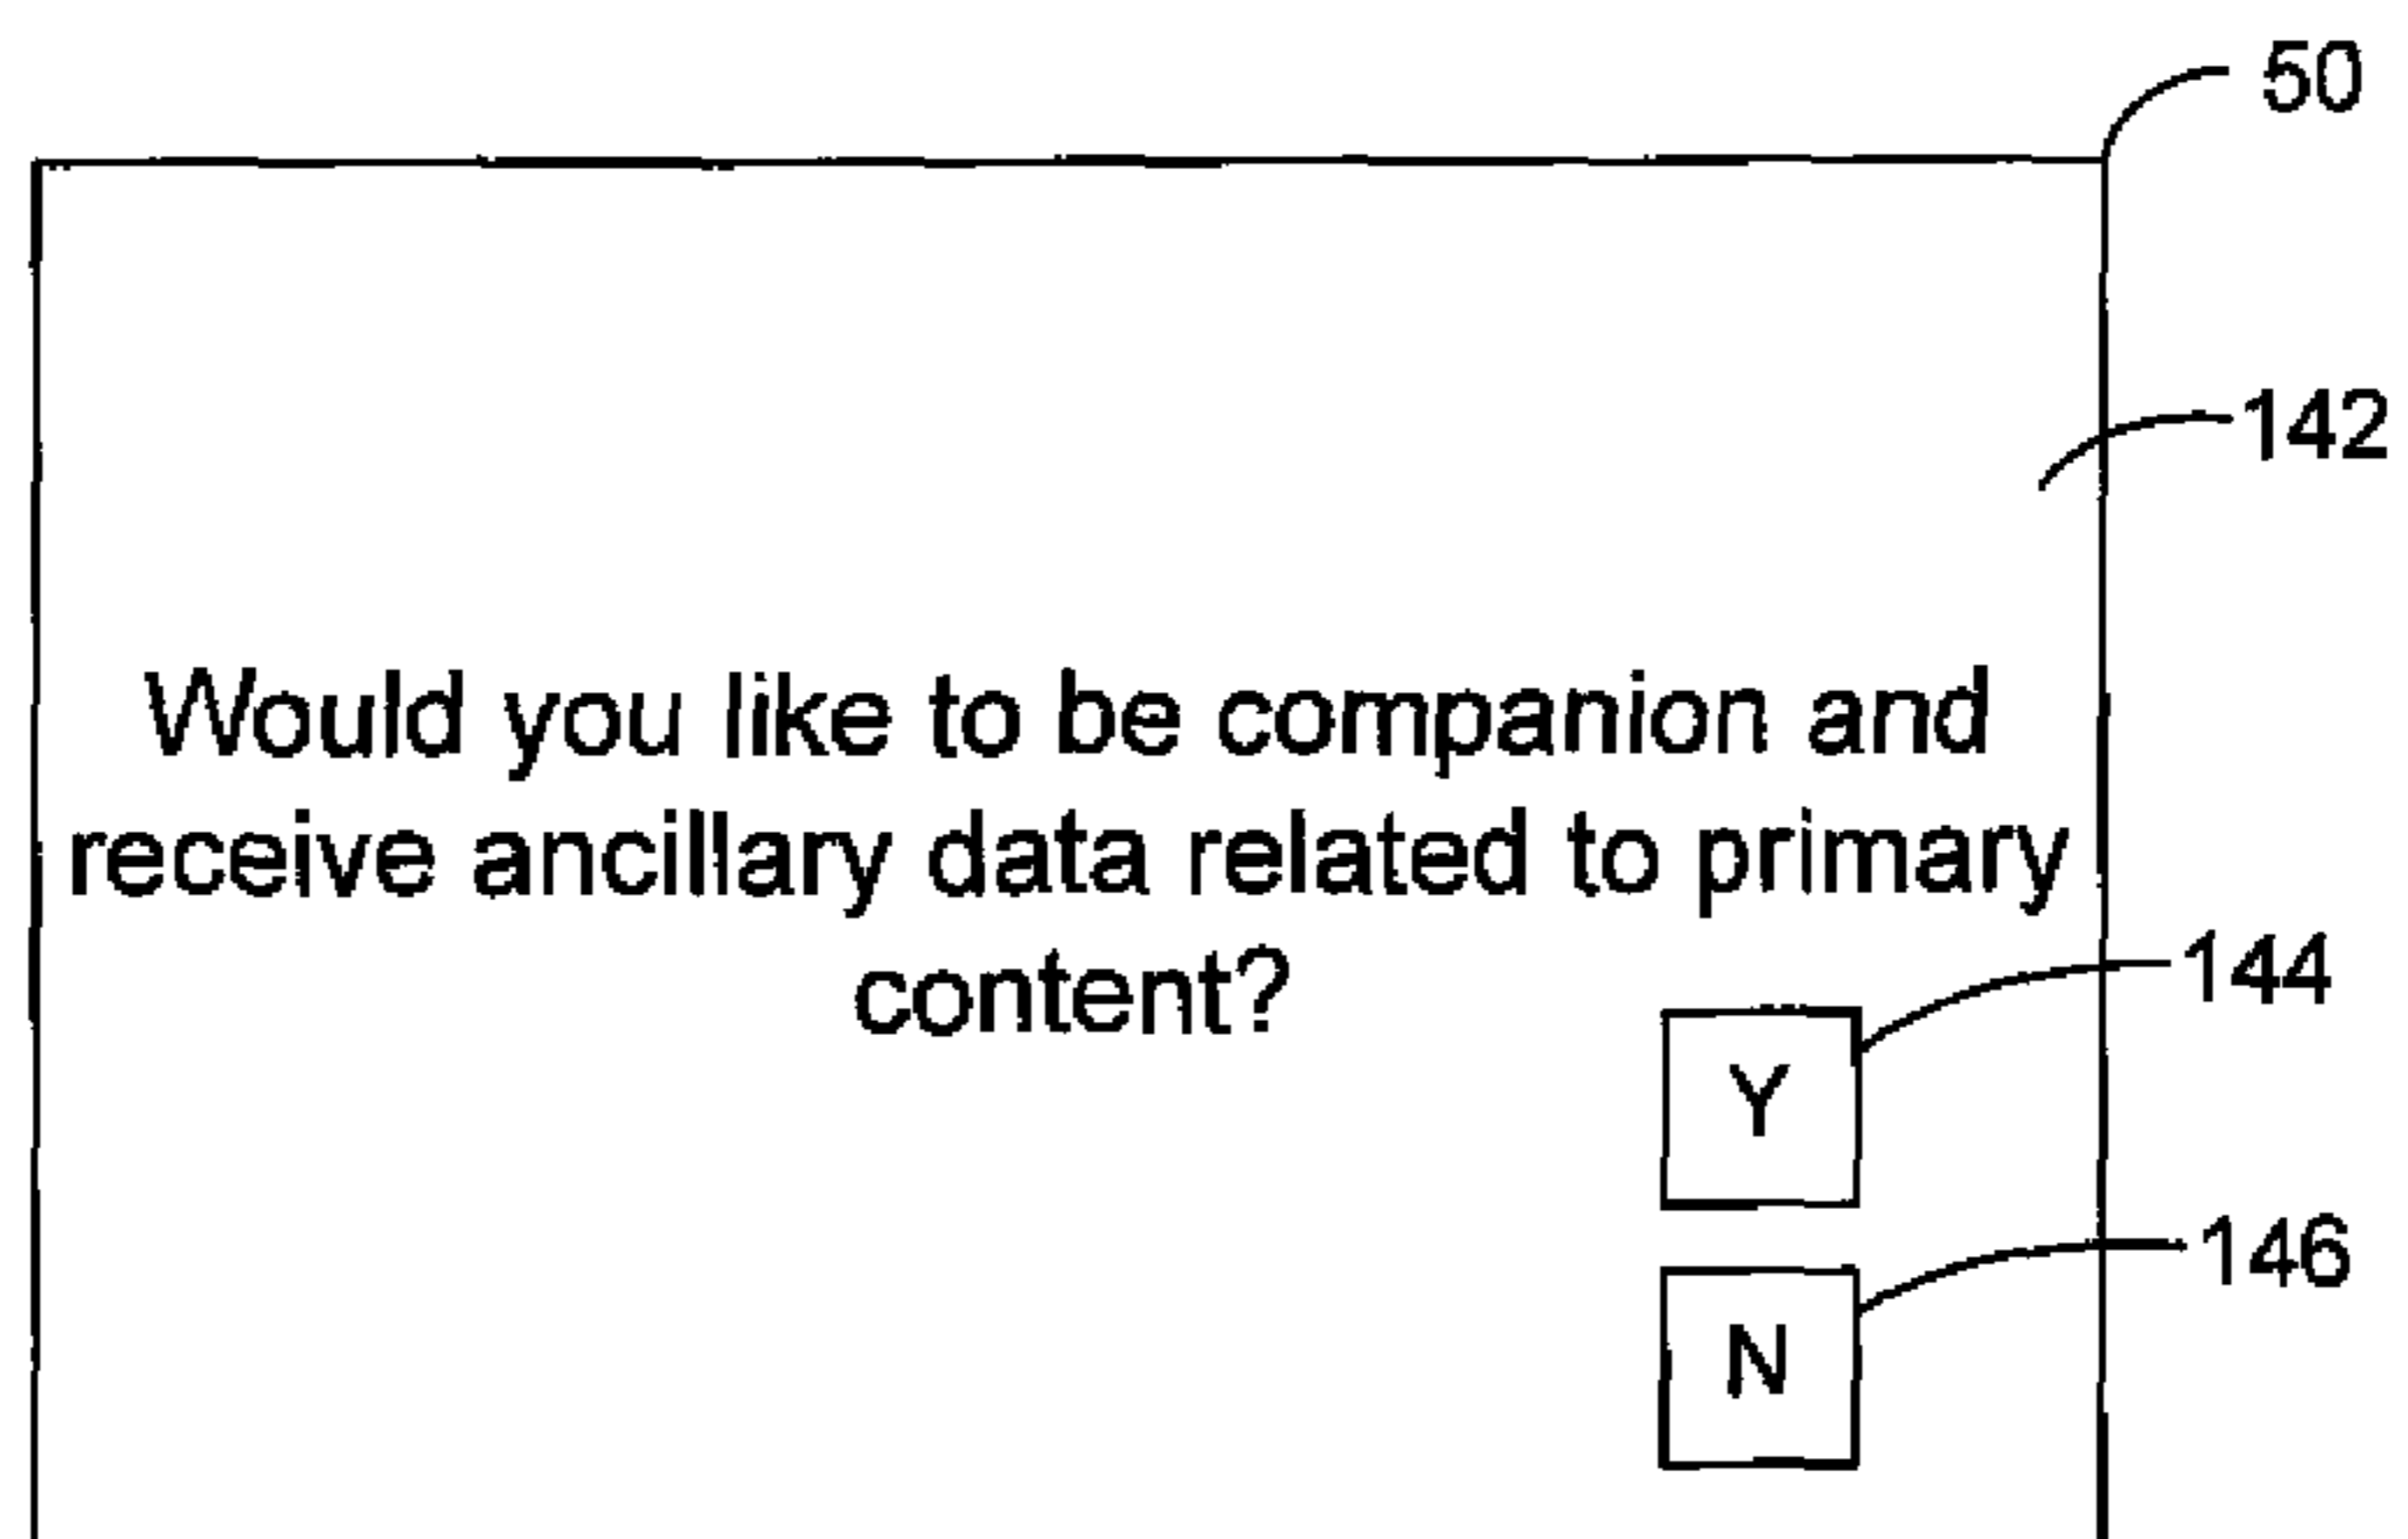 50
142
Would you like to be companion and
receive ancillary data related to primary
content?
144
Y
146
N